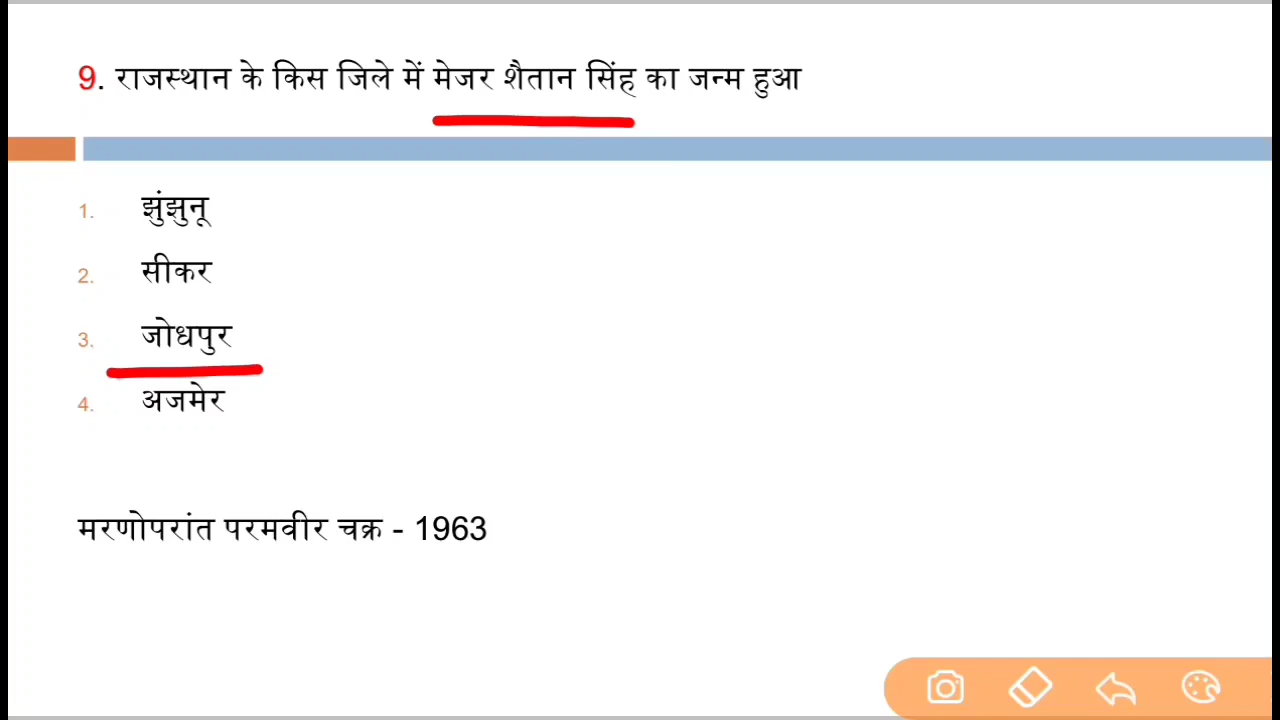 9. राजस्थान के किस जिले में मेजर शैतान सिंह का जन्म हुआ
1. झुंझुनू
2. सीकर
3. जोधपुर
4. अजमेर
मरणोपरांत परमवीर चक्र - 1963